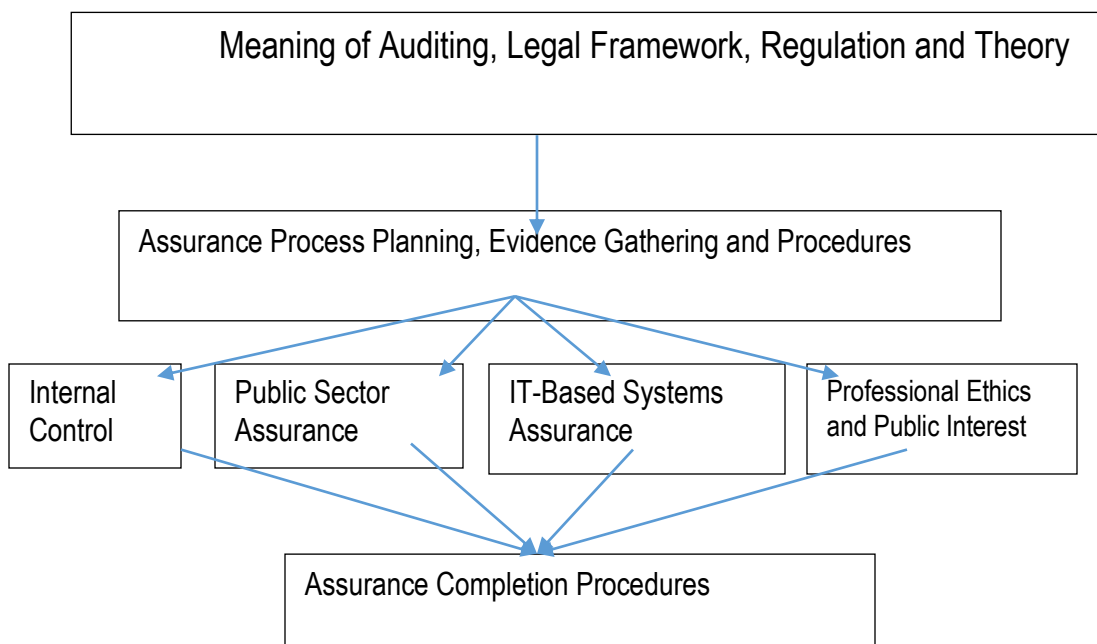 Meaning of Auditing, Legal Framework, Regulation and Theory
Assurance Process Planning, Evidence Gathering and Procedures
Internal
Control
Public Sector
Assurance
IT-Based Systems
Assurance
Professional Ethics
and Public Interest
Assurance Completion Procedures